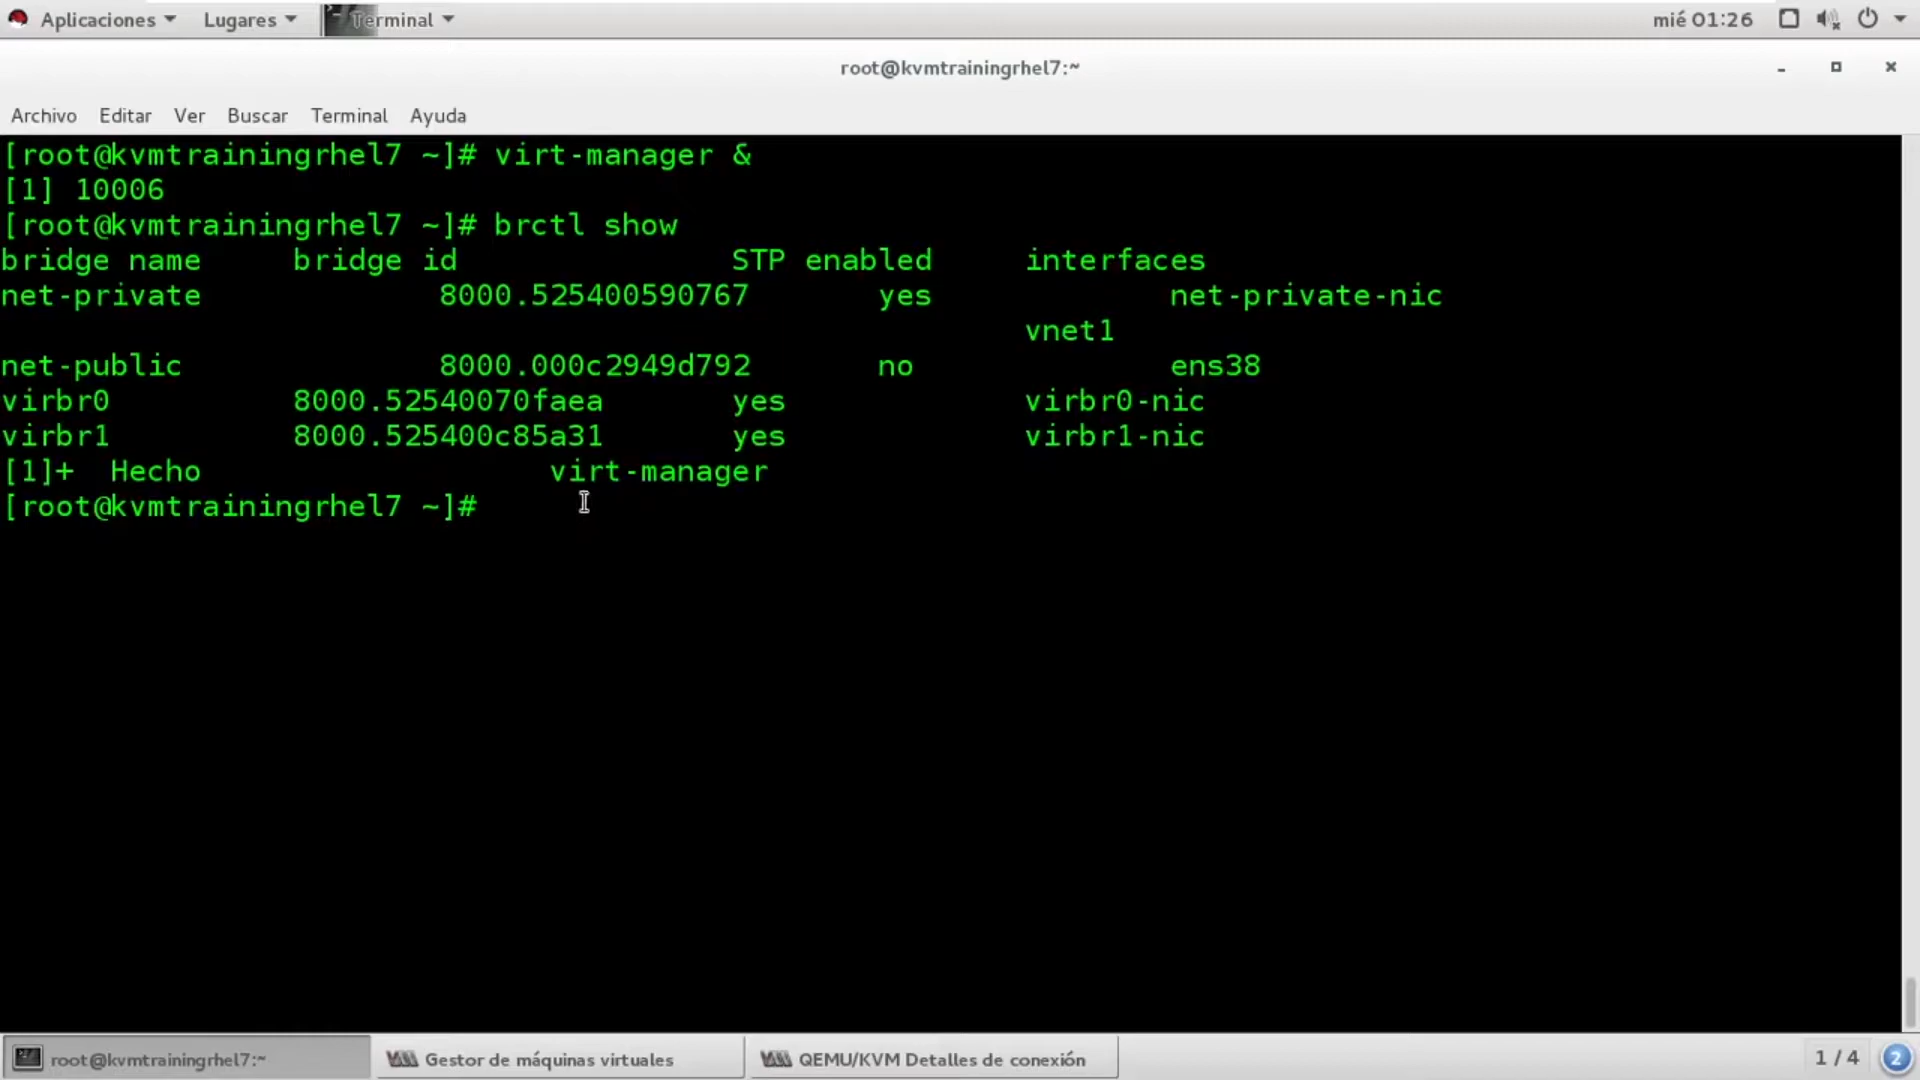 Aplicaciones Lugares Terminal mié 01:26
root@kvmtrainingrhel7:~
Archivo Editar Ver Buscar Terminal Ayuda
[root@kvmtrainingrhel7 ~]# virt-manager &
[1] 10006
[root@kvmtrainingrhel7 ~]# brctl show
bridge name bridge id STP enabled interfaces
net-private 8000.525400590767 yes net-private-nic
vnet1
net-public 8000.000c2949d792 no ens38
virbr0 8000.52540070faea yes virbr0-nic
virbr1 8000.525400c85a31 yes virbr1-nic
[1]+ Hecho virt-manager
[root@kvmtrainingrhel7 ~]#
root@kvmtrainingrhel7:~ Gestor de máquinas virtuales QEMU/KVM Detalles de conexión 1 / 4 2